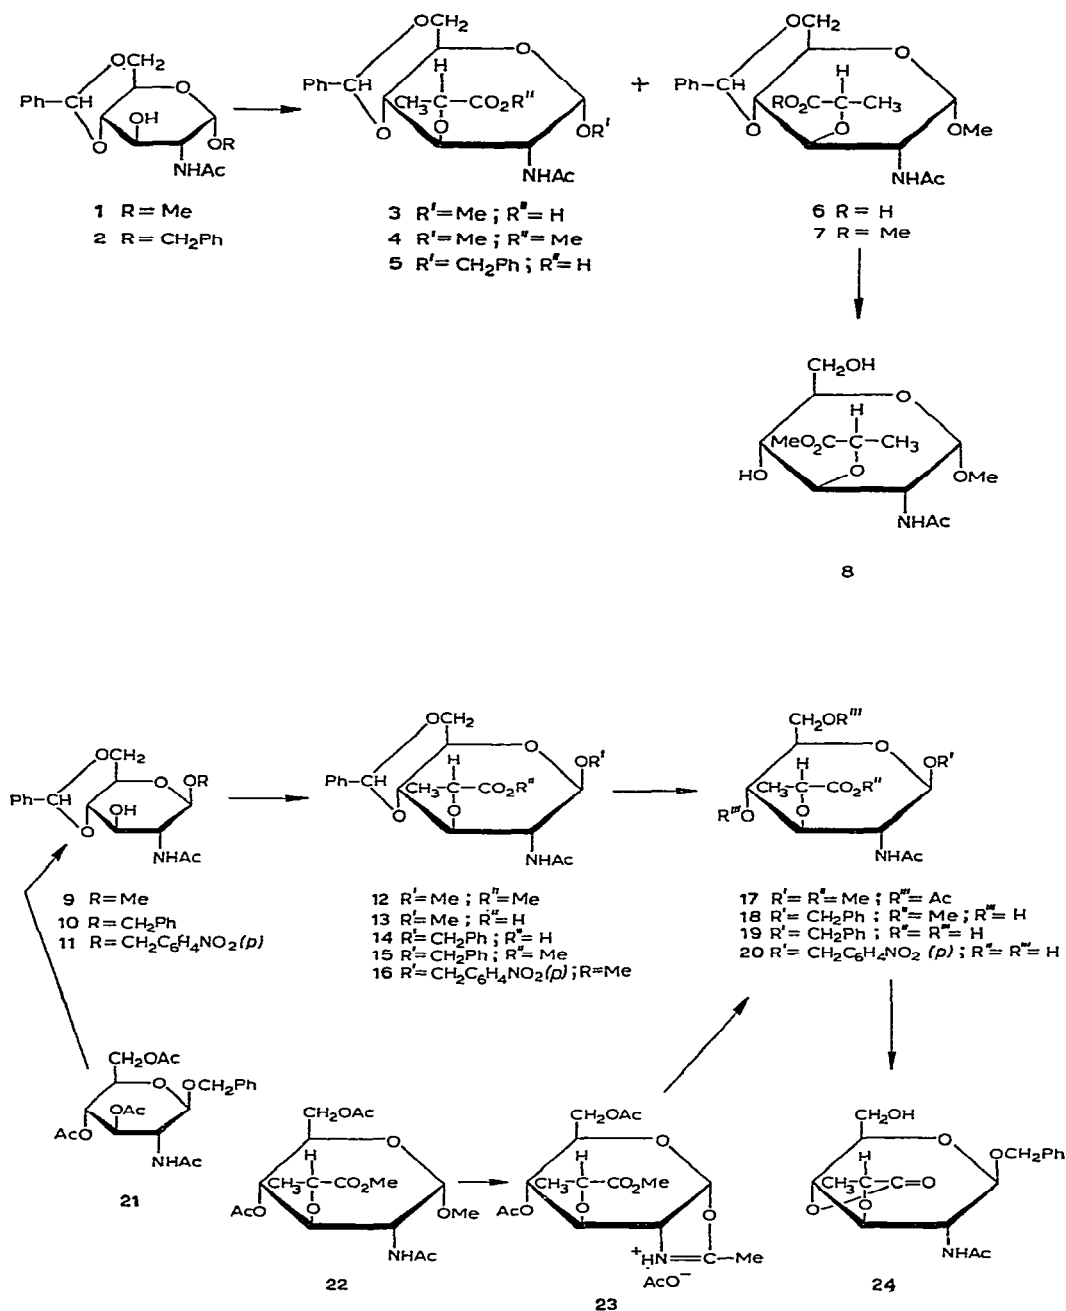 OCH2
O
Ph—CH
O
OH
OR
NHAc
1 R=Me
2 R=CH2Ph
OCH2
O
H
Ph—CH
CH3—C—CO2R"
O
O
OR'
NHAc
3 R'=Me; R"=H
4 R'=Me; R"=Me
5 R'=CH2Ph; R"=H
+
OCH2
O
H
Ph—CH
RO2C—C—CH3
O
O
OMe
NHAc
6 R=H
7 R=Me
CH2OH
O
H
MeO2C—C—CH3
HO
O
OMe
NHAc
8
OCH2
O
OR
Ph—CH
OH
O
NHAc
9 R=Me
10 R=CH2Ph
11 R=CH2C6H4NO2(p)
OCH2
O
OR'
H
Ph—CH
CH3—C—CO2R"
O
O
NHAc
12 R'=Me; R"=Me
13 R'=Me; R"=H
14 R'=CH2Ph; R"=H
15 R'=CH2Ph; R"=Me
16 R'=CH2C6H4NO2(p); R=Me
CH2OR'''
O
OR'
H
CH3—C—CO2R"
R'''O
O
NHAc
17 R'=R"=Me; R'''=Ac
18 R'=CH2Ph; R"=Me; R'''=H
19 R'=CH2Ph; R"=R'''=H
20 R'=CH2C6H4NO2 (p); R"=R'''=H
CH2OAc
O
OCH2Ph
OAc
AcO
NHAc
21
CH2OAc
O
H
CH3—C—CO2Me
AcO
O
OMe
NHAc
22
CH2OAc
O
H
CH3—C—CO2Me
AcO
O
O
+
HN=C—Me
AcO−
23
CH2OH
O
OCH2Ph
H
CH3—C—C=O
O
O
NHAc
24